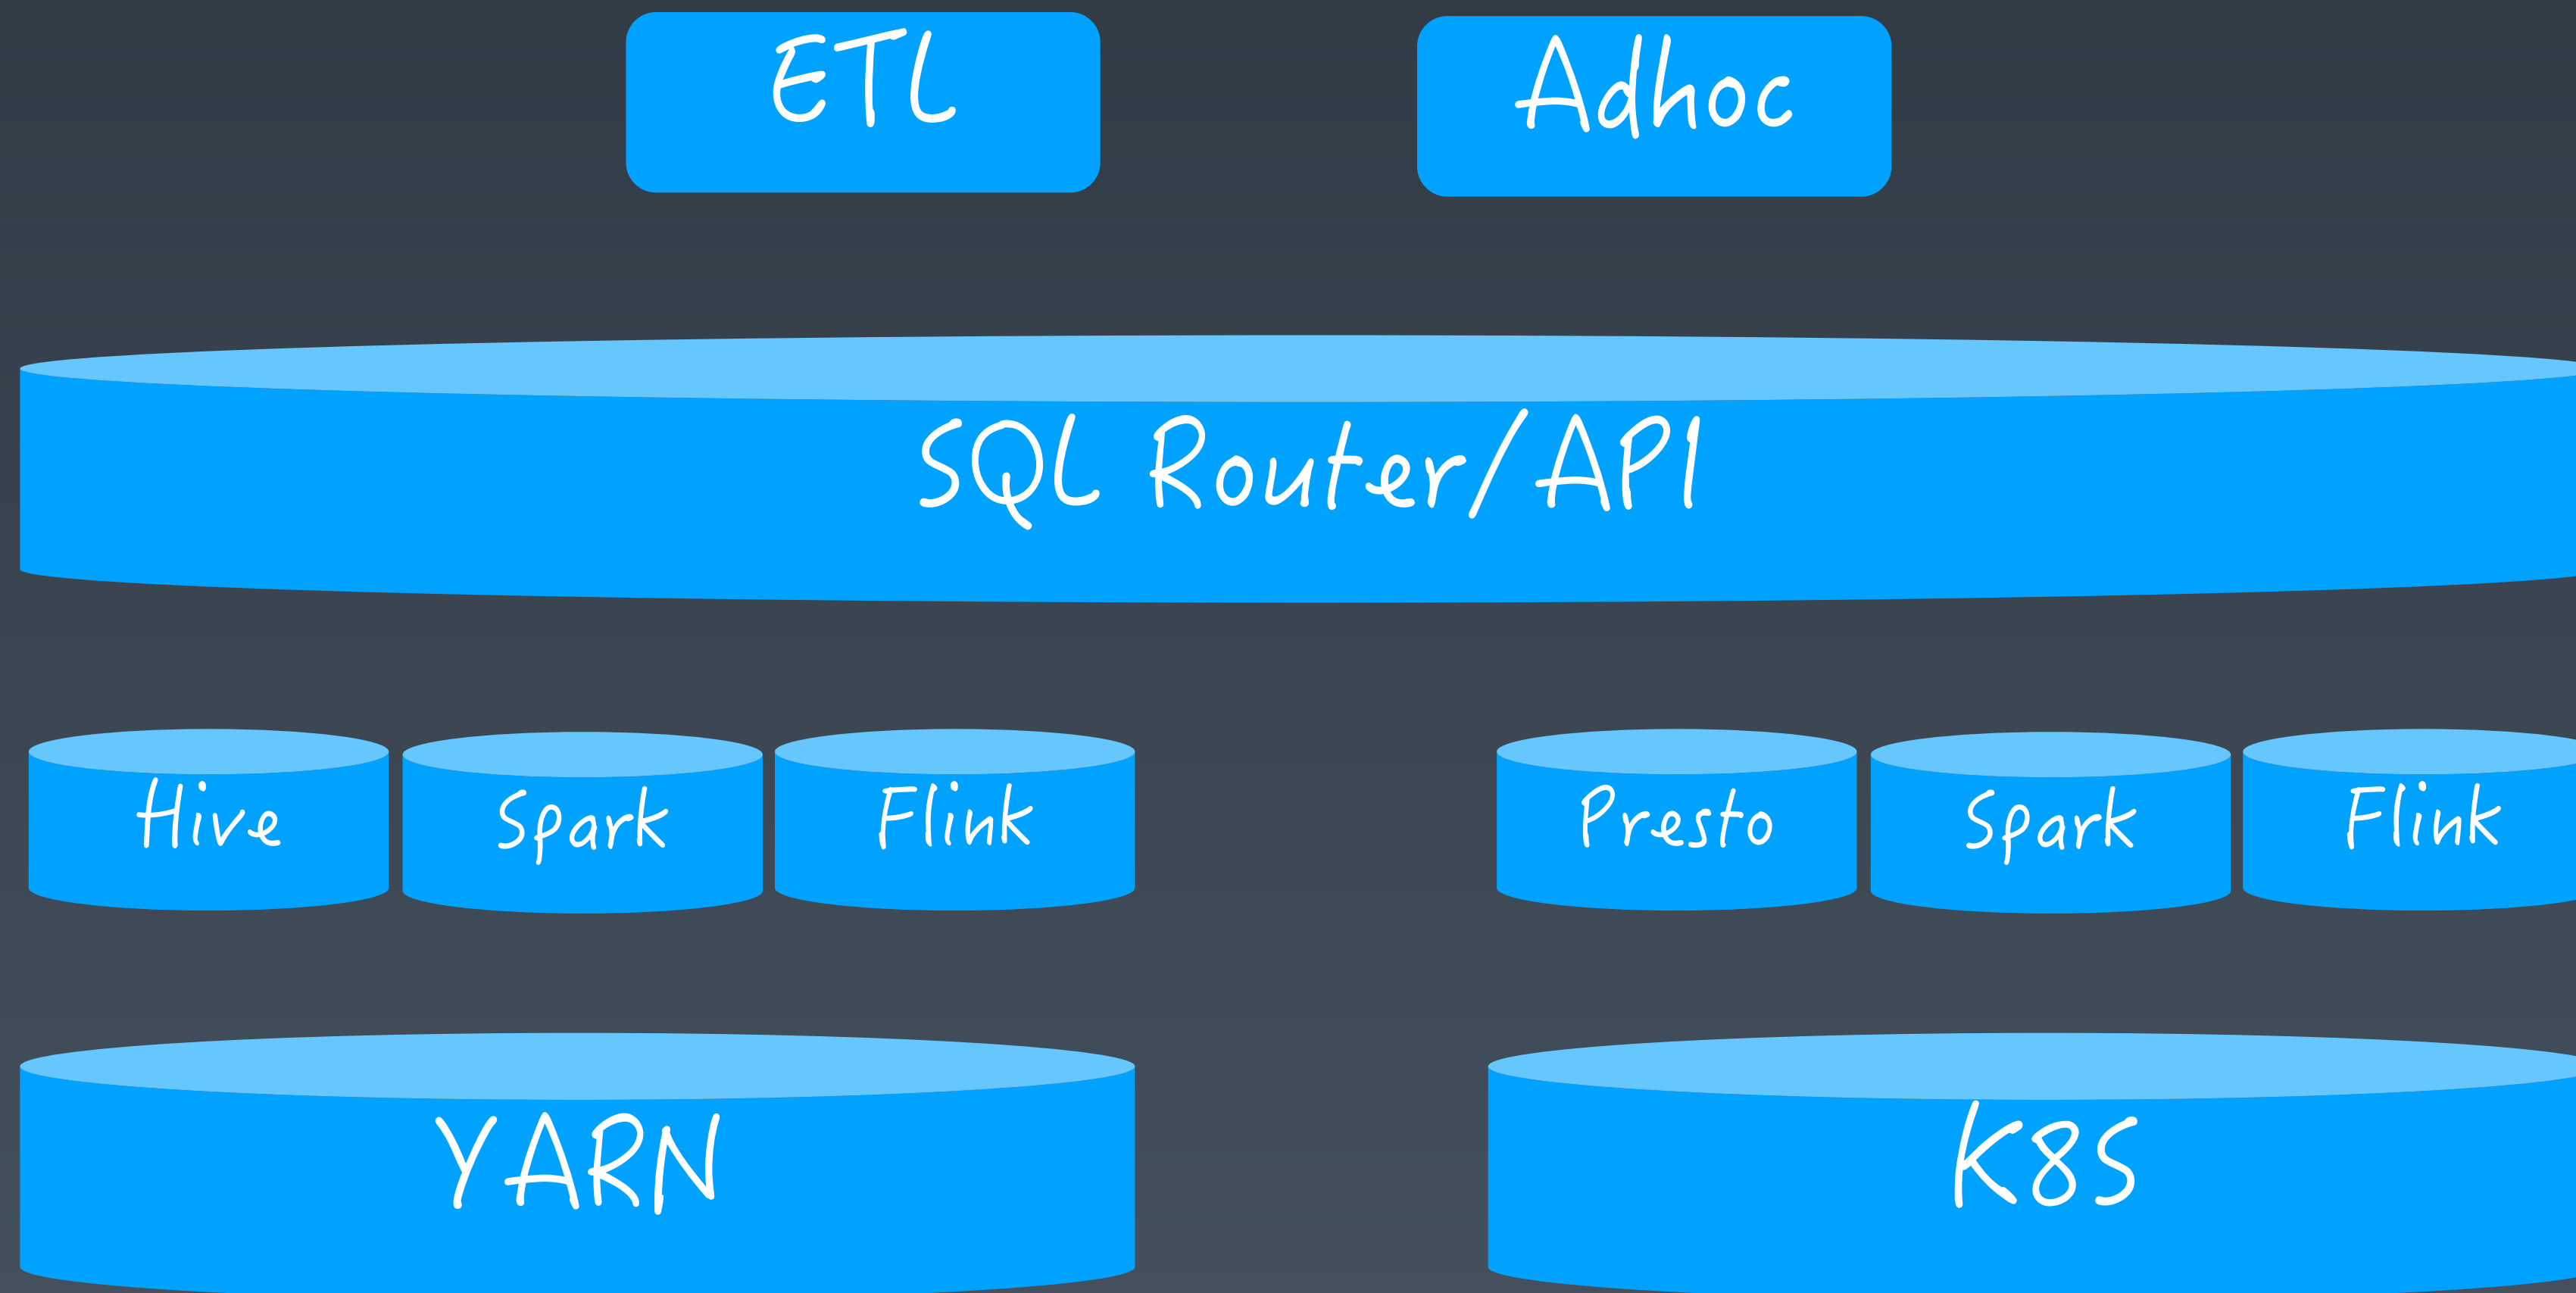 ETL
Adhoc
SQL Router/API
Hive
Spark
Flink
Presto
Spark
Flink
YARN
K8S